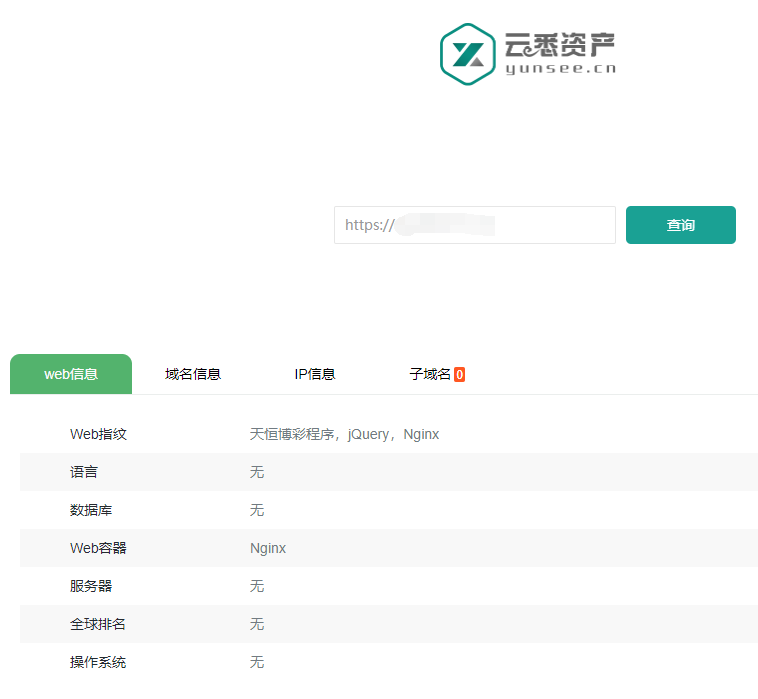 云悉资产
yunsee.cn
https://
查询
web信息 域名信息 IP信息 子域名 0
Web指纹 天恒博彩程序，jQuery，Nginx
语言 无
数据库 无
Web容器 Nginx
服务器 无
全球排名 无
操作系统 无